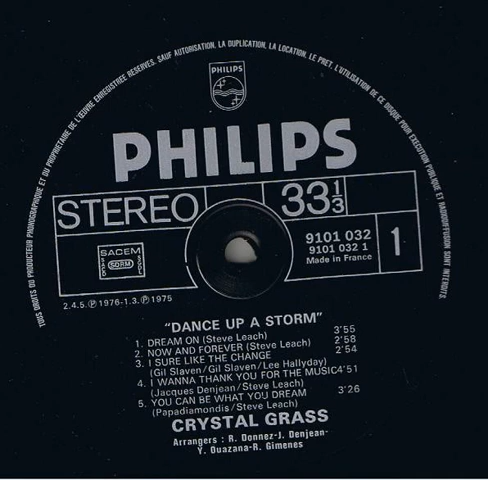 TOUS DROITS DU PRODUCTEUR PHONOGRAPHIQUE ET DU PROPRIETAIRE DE L'ŒUVRE ENREGISTREE RESERVES. SAUF AUTORISATION, LA DUPLICATION, LA LOCATION, LE PRET, L'UTILISATION DE CE DISQUE POUR EXECUTION PUBLIQUE ET RADIODIFFUSION SONT INTERDITS.
PHILIPS
PHILIPS
STEREO
33 1/3
SACEM
SACD SDRM SGDL
9101 032
9101 032 1
Made in France
1
2.4.5. Ⓟ 1976-1.3. Ⓟ 1975
"DANCE UP A STORM"
1. DREAM ON (Steve Leach) 3'55
2. NOW AND FOREVER (Steve Leach) 2'58
3. I SURE LIKE THE CHANGE 2'54
(Gil Slaven/Gil Slaven/Lee Hallyday)
4. I WANNA THANK YOU FOR THE MUSIC 4'51
(Jacques Denjean/Steve Leach)
5. YOU CAN BE WHAT YOU DREAM 3'26
(Papadiamondis/Steve Leach)
CRYSTAL GRASS
Arrangers : R. Donnez-J. Denjean-
Y. Ouazana-R. Gimenes